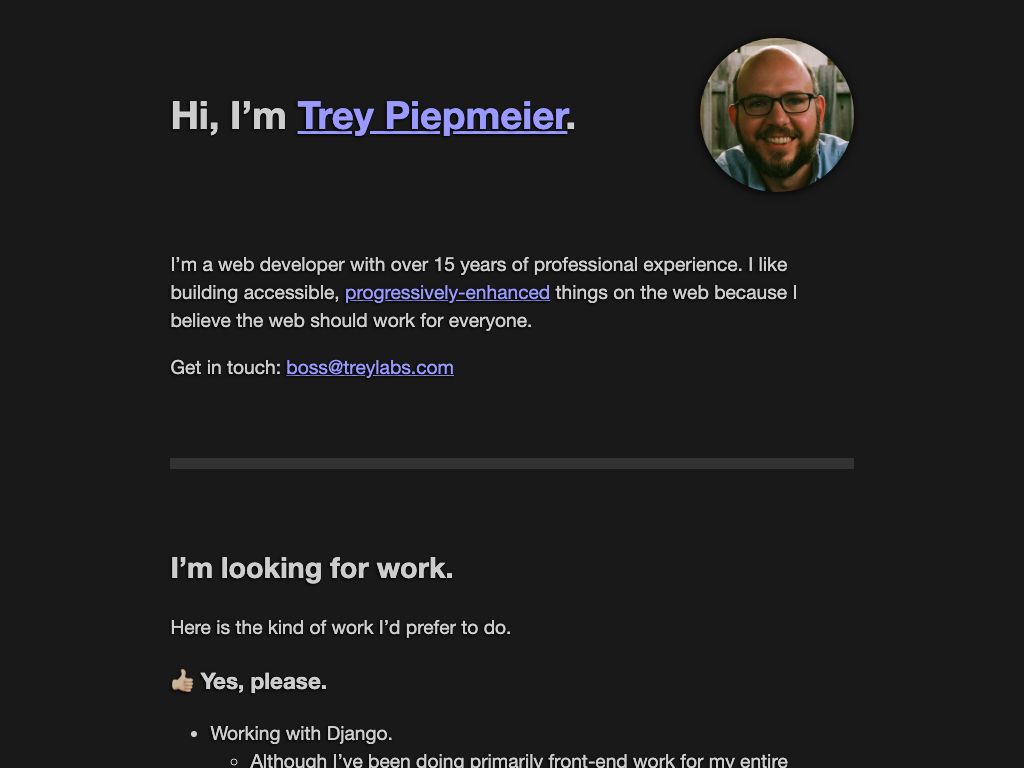 Hi, I’m Trey Piepmeier.
I’m a web developer with over 15 years of professional experience. I like
building accessible, progressively-enhanced things on the web because I
believe the web should work for everyone.
Get in touch: boss@treylabs.com
I’m looking for work.
Here is the kind of work I’d prefer to do.
👍🏼 Yes, please.
• Working with Django.
◦ Although I’ve been doing primarily front-end work for my entire